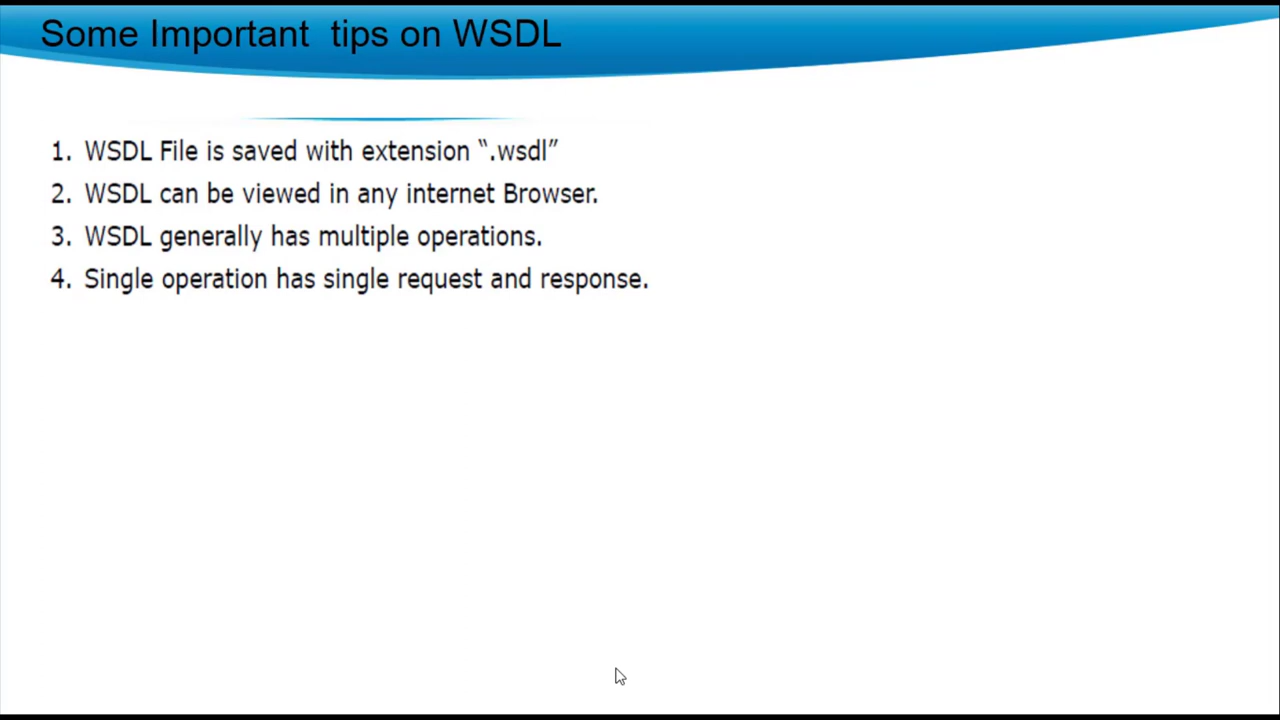 Some Important  tips on WSDL
1. WSDL File is saved with extension “.wsdl”
2. WSDL can be viewed in any internet Browser.
3. WSDL generally has multiple operations.
4. Single operation has single request and response.